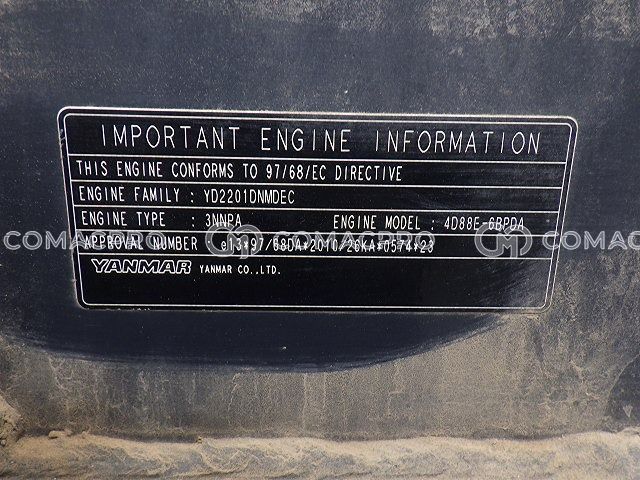 IMPORTANT ENGINE INFORMATION
THIS ENGINE CONFORMS TO 97/68/EC DIRECTIVE
ENGINE FAMILY : YD2201DNMDEC
ENGINE TYPE : 3NNPA ENGINE MODEL : 4D88E-6BPDA
APPROVAL NUMBER e13*97/68DA*2010/26KA*0574*23
YANMAR YANMAR CO.,LTD.
COMACPRO COMACPRO COMACPRO